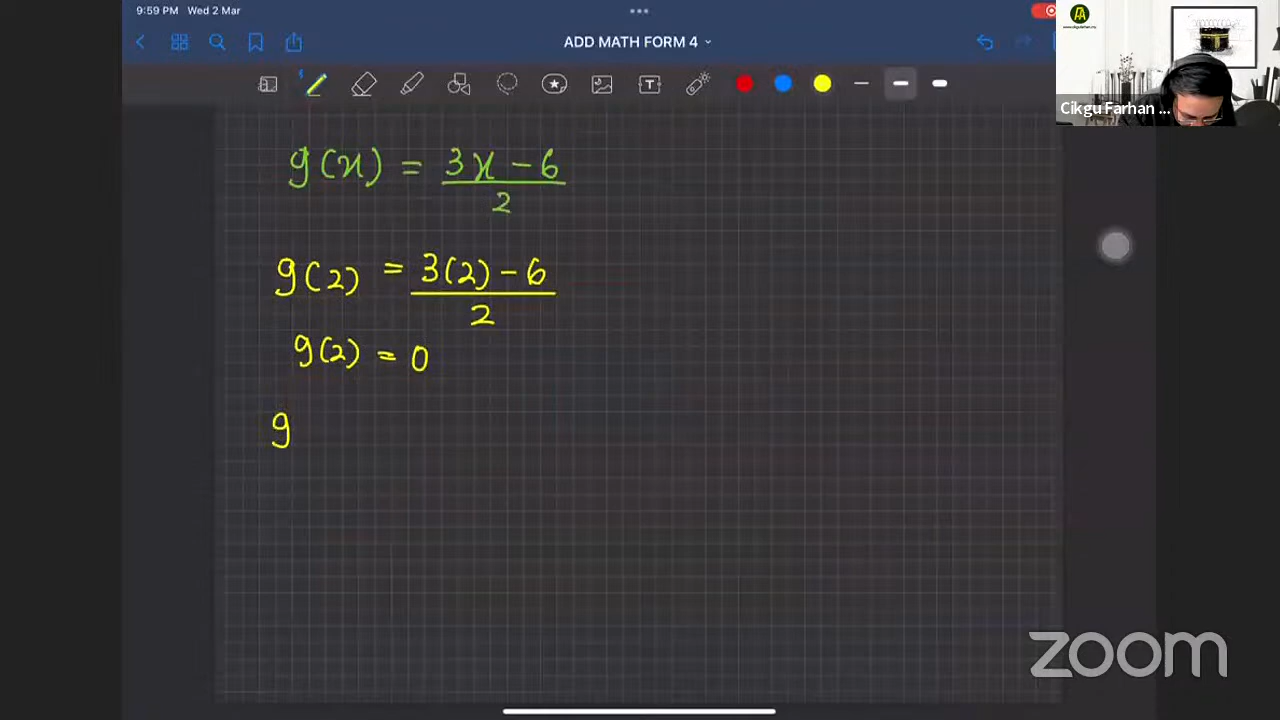 9:59 PM Wed 2 Mar
ADD MATH FORM 4
T
Cikgu Farhan ...
g(x) = 3x - 6
2
g(2) = 3(2) - 6
2
g(2) = 0
g
zoom